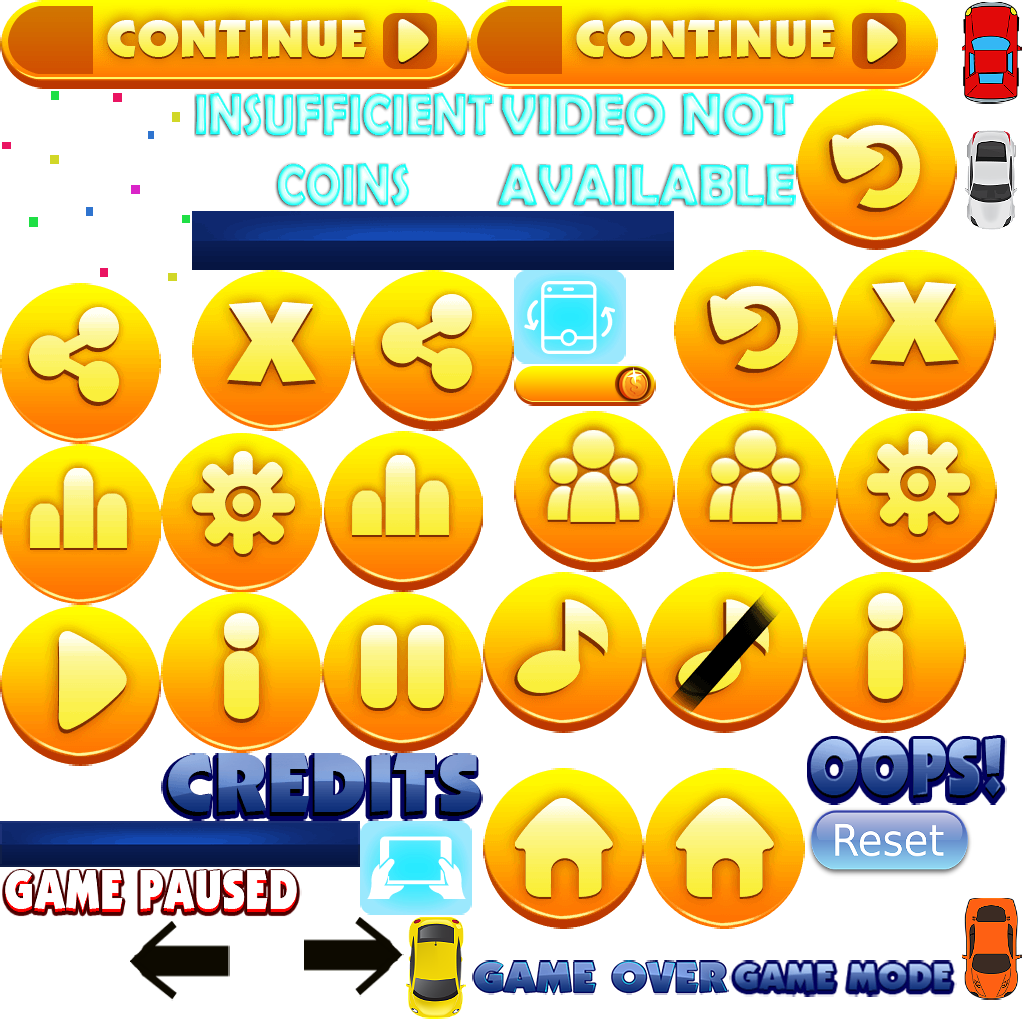 CONTINUE
CONTINUE
INSUFFICIENT
COINS
VIDEO NOT
AVAILABLE
X
X
$
i
i
CREDITS
OOPS!
Reset
GAME PAUSED
GAME OVER
GAME MODE